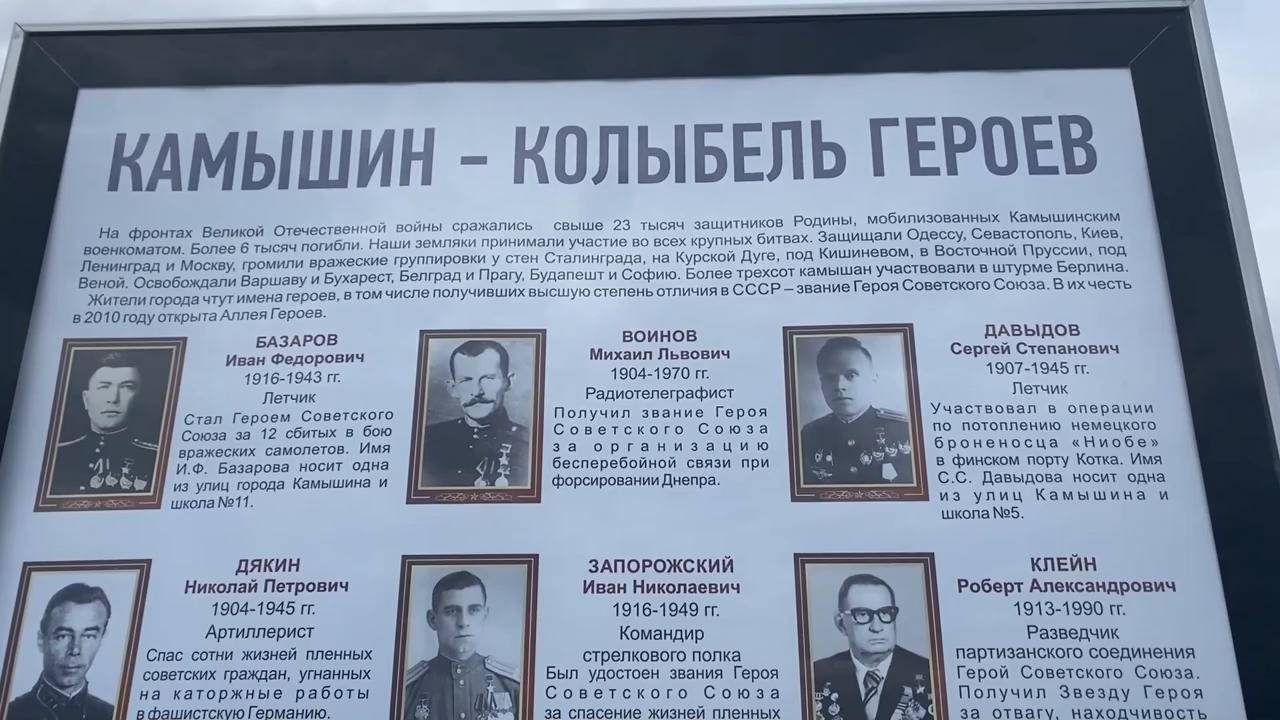 КАМЫШИН - КОЛЫБЕЛЬ ГЕРОЕВ
На фронтах Великой Отечественной войны сражались свыше 23 тысяч защитников Родины, мобилизованных Камышинским
военкоматом. Более 6 тысяч погибли. Наши земляки принимали участие во всех крупных битвах. Защищали Одессу, Севастополь, Киев,
Ленинград и Москву, громили вражеские группировки у стен Сталинграда, на Курской Дуге, под Кишиневом, в Восточной Пруссии, под
Веной. Освобождали Варшаву и Бухарест, Белград и Прагу, Будапешт и Софию. Более трехсот камышан участвовали в штурме Берлина.
Жители города чтут имена героев, в том числе получивших высшую степень отличия в СССР – звание Героя Советского Союза. В их честь
в 2010 году открыта Аллея Героев.
БАЗАРОВ
Иван Федорович
1916-1943 гг.
Летчик
Стал Героем Советского
Союза за 12 сбитых в бою
вражеских самолетов. Имя
И.Ф. Базарова носит одна
из улиц города Камышина и
школа №11.
ВОИНОВ
Михаил Львович
1904-1970 гг.
Радиотелеграфист
Получил звание Героя
Советского Союза
за организацию
бесперебойной связи при
форсировании Днепра.
ДАВЫДОВ
Сергей Степанович
1907-1945 гг.
Летчик
Участвовал в операции
по потоплению немецкого
броненосца «Ниобе»
в финском порту Котка. Имя
С.С. Давыдова носит одна
из улиц Камышина и
школа №5.
ДЯКИН
Николай Петрович
1904-1945 гг.
Артиллерист
Спас сотни жизней пленных
советских граждан, угнанных
на каторжные работы
в фашистскую Германию.
ЗАПОРОЖСКИЙ
Иван Николаевич
1916-1949 гг.
Командир
стрелкового полка
Был удостоен звания Героя
Советского Союза
за спасение жизней пленных
КЛЕЙН
Роберт Александрович
1913-1990 гг.
Разведчик
партизанского соединения
Герой Советского Союза.
Получил Звезду Героя
за отвагу, находчивость